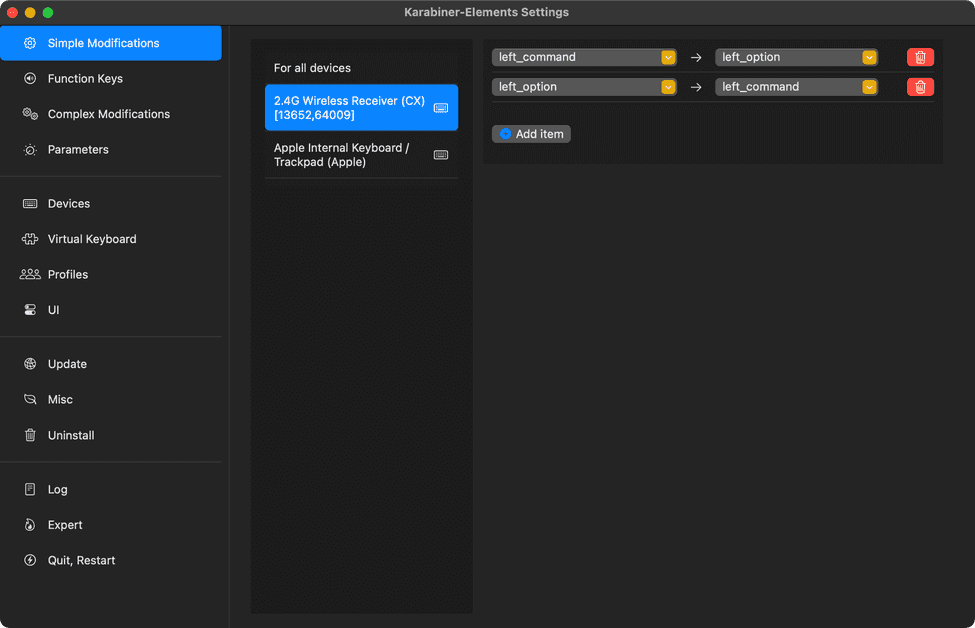 Karabiner-Elements Settings
Simple Modifications
Function Keys
Complex Modifications
Parameters
Devices
Virtual Keyboard
Profiles
UI
Update
Misc
Uninstall
Log
Expert
Quit, Restart
For all devices
2.4G Wireless Receiver (CX)
[13652,64009]
Apple Internal Keyboard /
Trackpad (Apple)
left_command → left_option
left_option → left_command
Add item